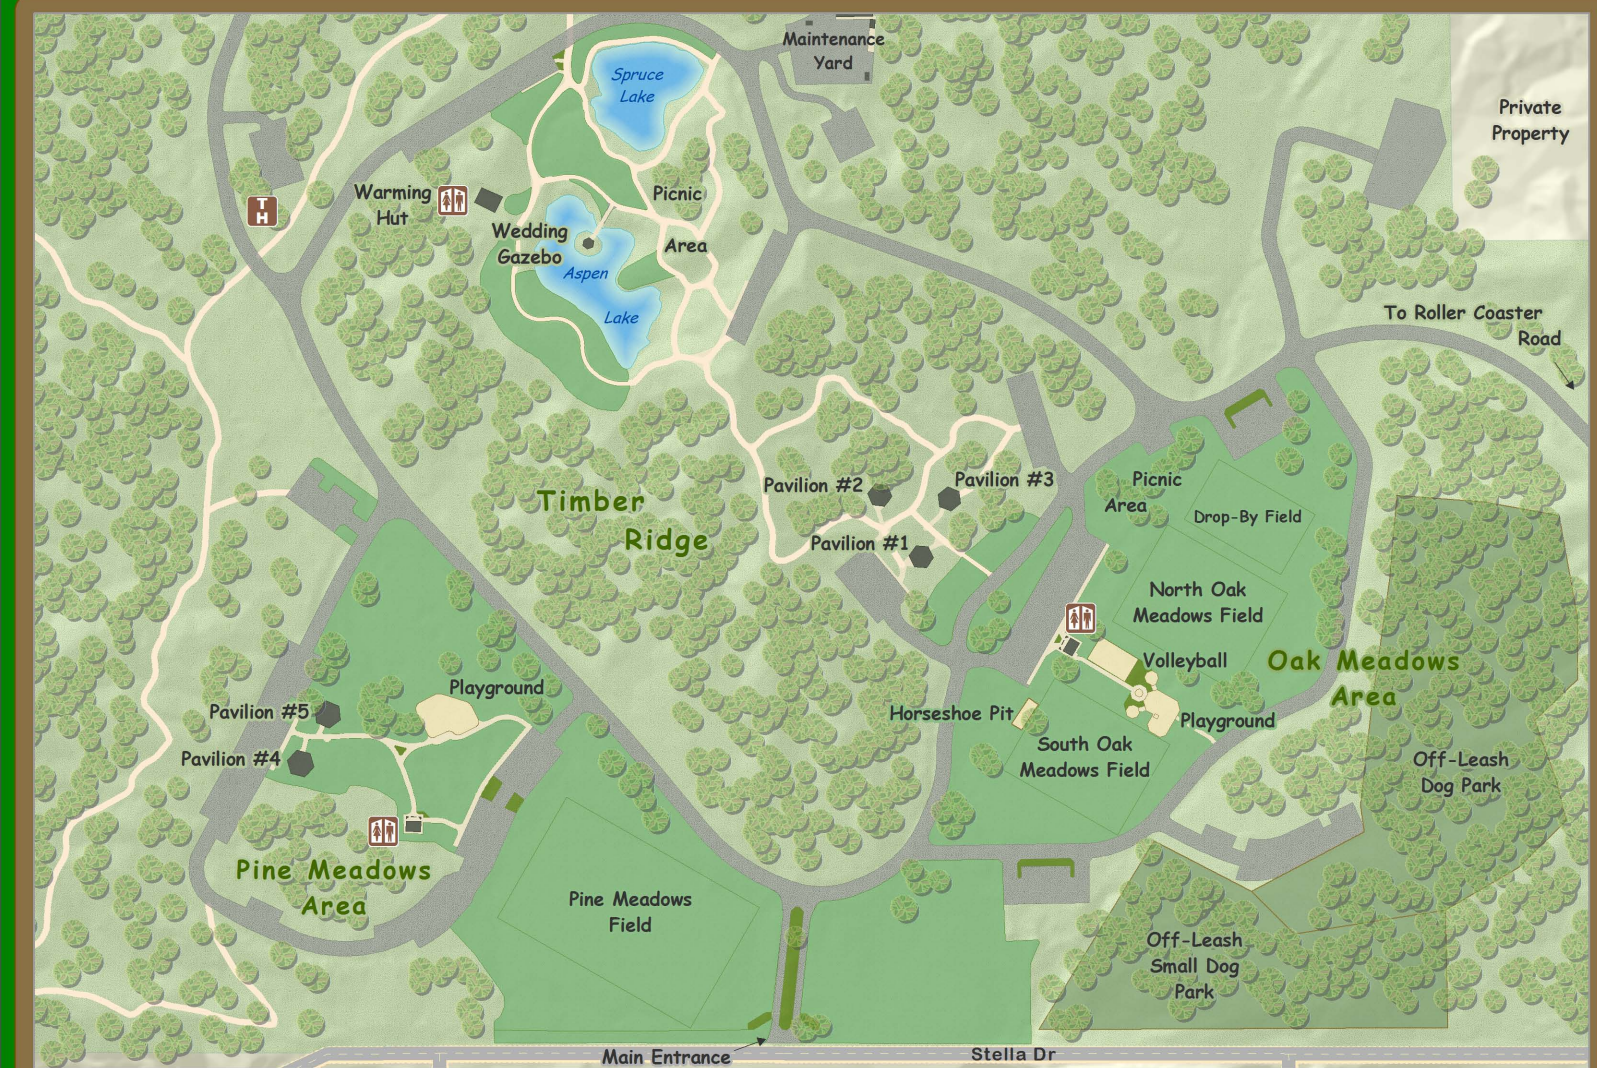 Maintenance
Yard
Spruce
Lake
Private
Property
Warming
Hut
T
H
Picnic
Area
Wedding
Gazebo
Aspen
Lake
To Roller Coaster
Road
Pavilion #2
Pavilion #3
Pavilion #1
Timber
Ridge
Picnic
Area
Drop-By Field
North Oak
Meadows Field
Volleyball
Oak Meadows
Area
Playground
Horseshoe Pit
Playground
South Oak
Meadows Field
Pavilion #5
Pavilion #4
Off-Leash
Dog Park
Pine Meadows
Area
Pine Meadows
Field
Off-Leash
Small Dog
Park
Main Entrance
Stella Dr